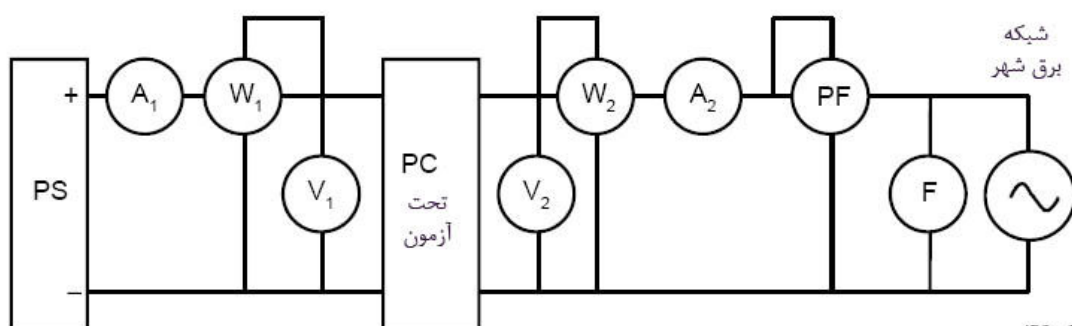 شبکه
برق شهر
+ A₁ W₁ W₂ A₂ PF
PS V₁ PC V₂ F
تحت
آزمون
–